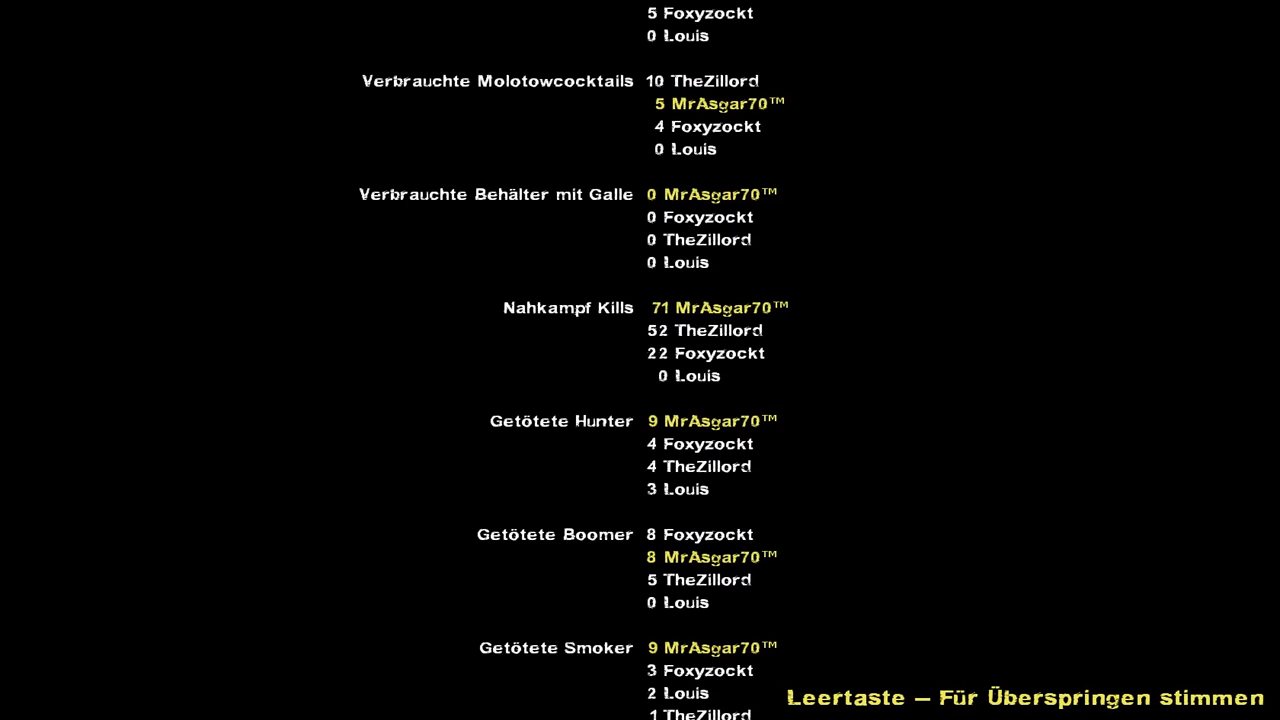 5 Foxyzockt
0 Louis
Verbrauchte Molotowcocktails 10 TheZillord
5 MrAsgar70™
4 Foxyzockt
0 Louis
Verbrauchte Behälter mit Galle 0 MrAsgar70™
0 Foxyzockt
0 TheZillord
0 Louis
Nahkampf Kills 71 MrAsgar70™
52 TheZillord
22 Foxyzockt
0 Louis
Getötete Hunter 9 MrAsgar70™
4 Foxyzockt
4 TheZillord
3 Louis
Getötete Boomer 8 Foxyzockt
8 MrAsgar70™
5 TheZillord
0 Louis
Getötete Smoker 9 MrAsgar70™
3 Foxyzockt
2 Louis
1 TheZillord
Leertaste – Für Überspringen stimmen